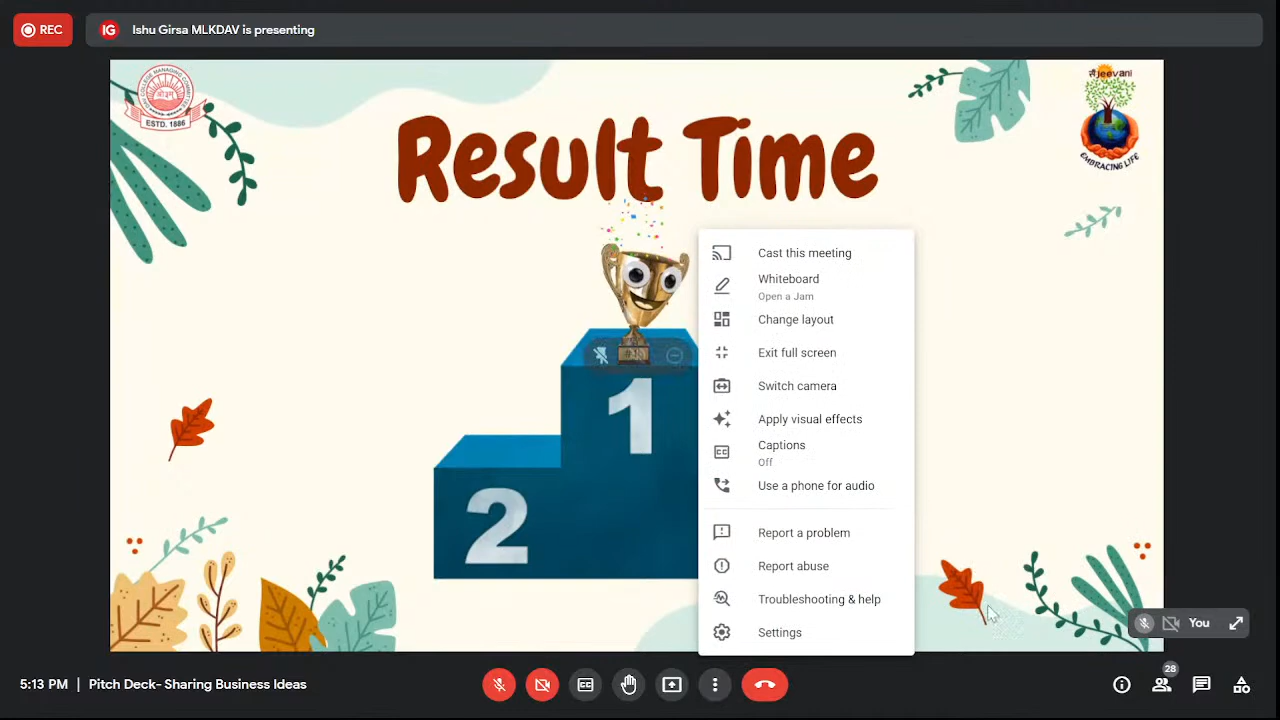 REC
IG
Ishu Girsa MLKDAV is presenting
ESTD. 1886
EMBRACING LIFE
Result Time
Cast this meeting
Whiteboard
Open a Jam
Change layout
Exit full screen
Switch camera
Apply visual effects
Captions
Off
Use a phone for audio
Report a problem
Report abuse
Troubleshooting & help
Settings
1
2
You
5:13 PM | Pitch Deck- Sharing Business Ideas
28